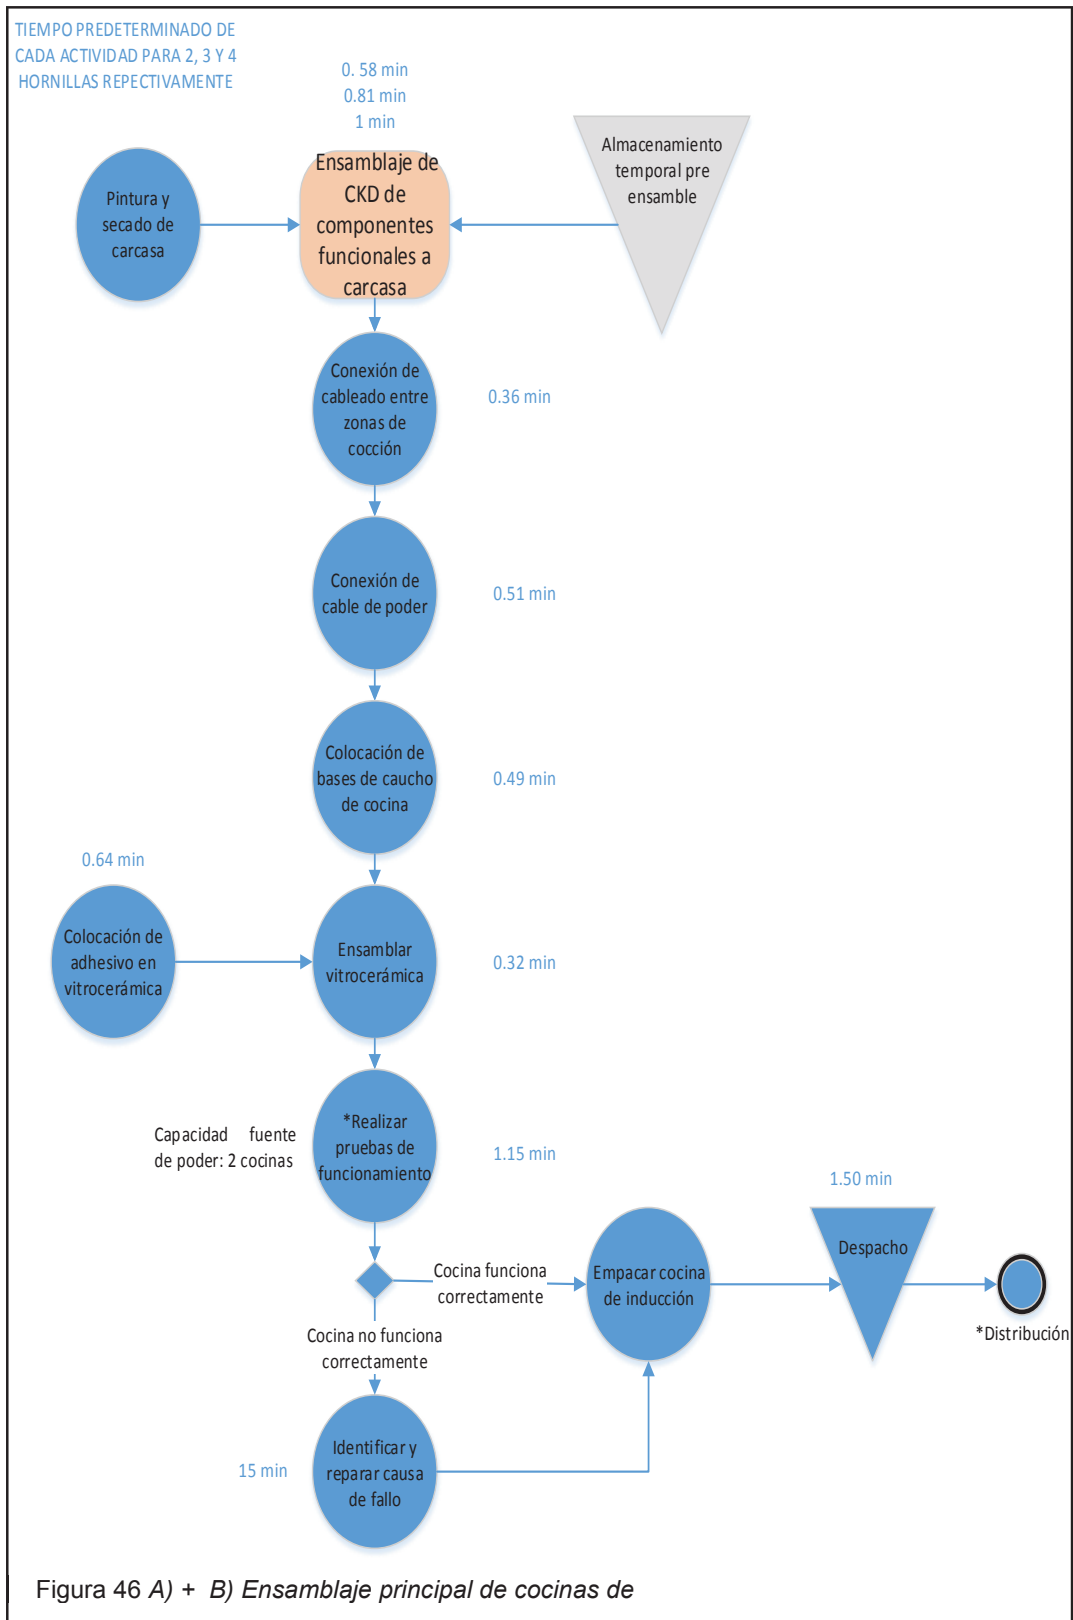 TIEMPO PREDETERMINADO DE
CADA ACTIVIDAD PARA 2, 3 Y 4
HORNILLAS REPECTIVAMENTE
0. 58 min
0.81 min
1 min
Pintura y
secado de
carcasa
Ensamblaje de
CKD de
componentes
funcionales a
carcasa
Almacenamiento
temporal pre
ensamble
Conexión de
cableado entre
zonas de
cocción
0.36 min
Conexión de
cable de poder
0.51 min
Colocación de
bases de caucho
de cocina
0.49 min
0.64 min
Colocación de
adhesivo en
vitrocerámica
Ensamblar
vitrocerámica
0.32 min
Capacidad fuente
de poder: 2 cocinas
*Realizar
pruebas de
funcionamiento
1.15 min
Cocina funciona
correctamente
Empacar cocina
de inducción
1.50 min
Despacho
*Distribución
Cocina no funciona
correctamente
15 min
Identificar y
reparar causa
de fallo
Figura 46 A) + B) Ensamblaje principal de cocinas de